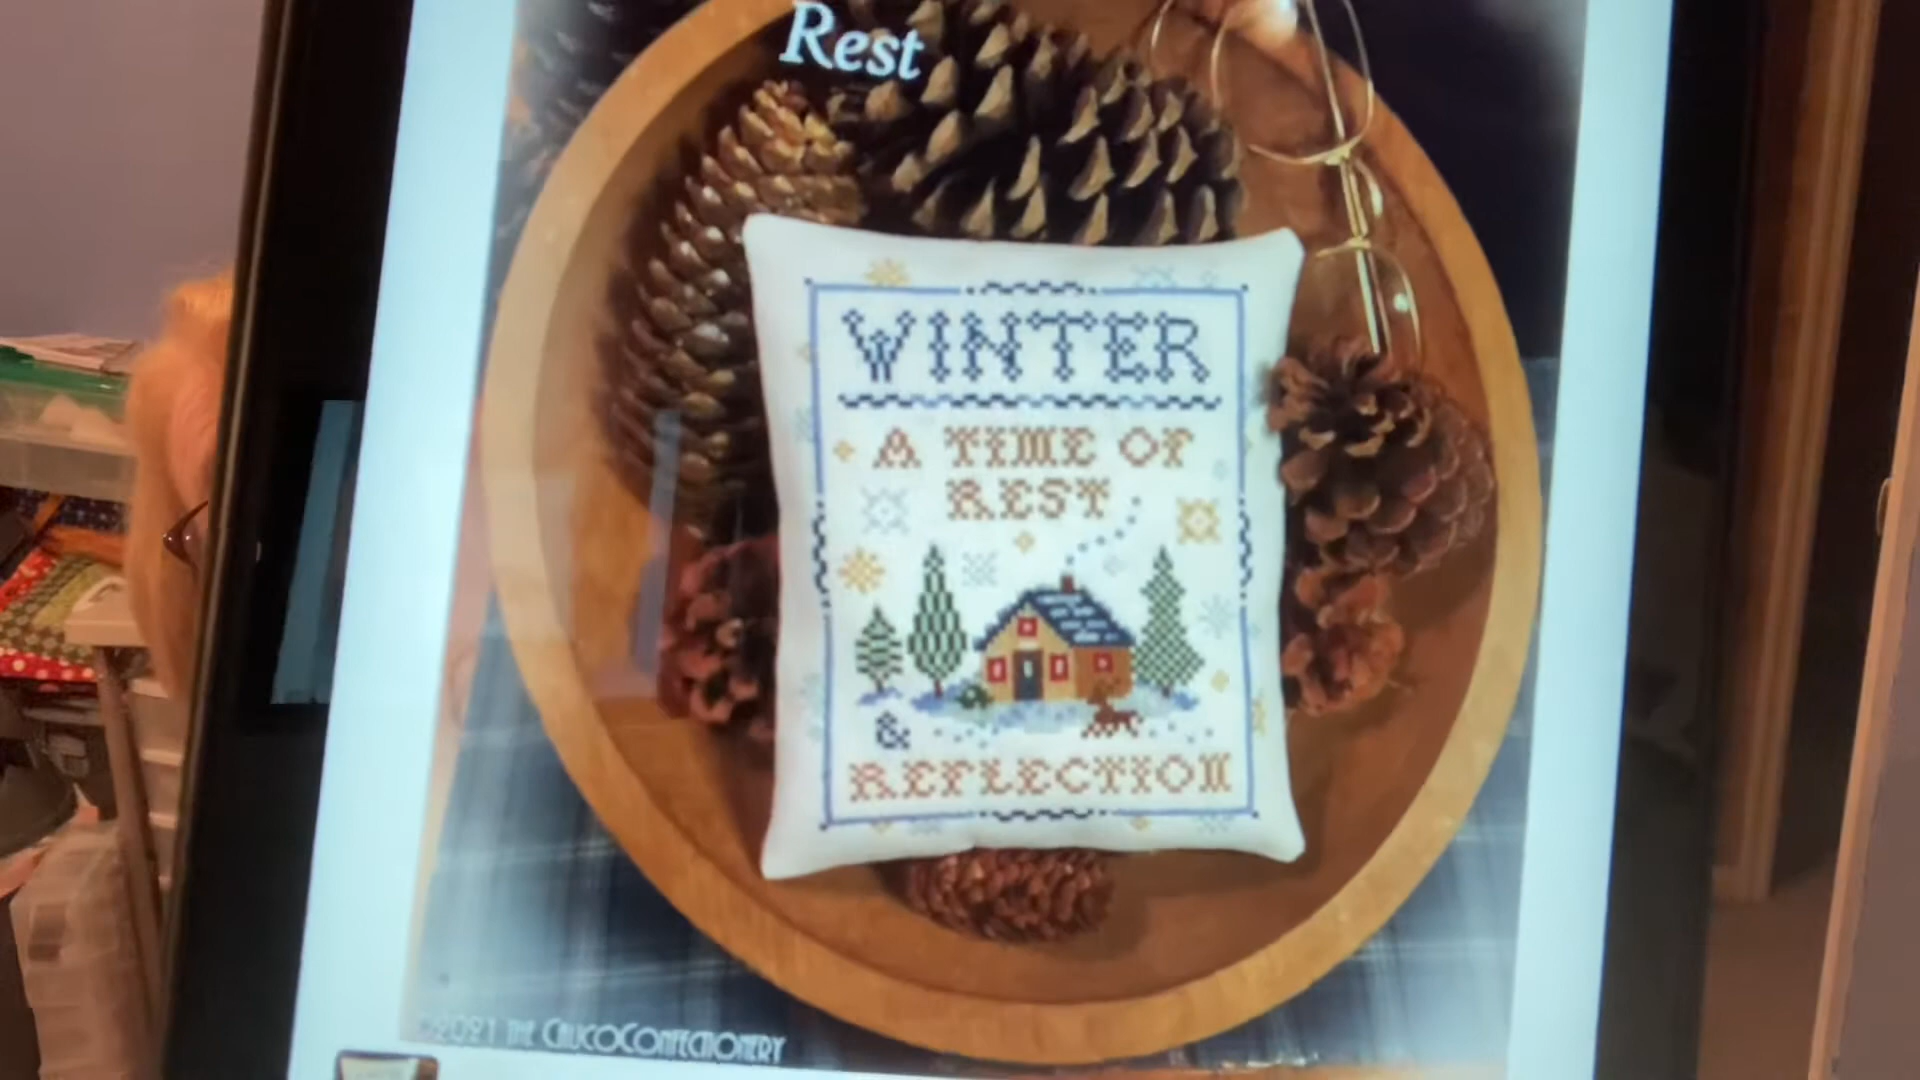 Rest
WINTER
A TIME OF
REST
&
REFLECTION
©2021 THE CALICOCONFECTIONERY